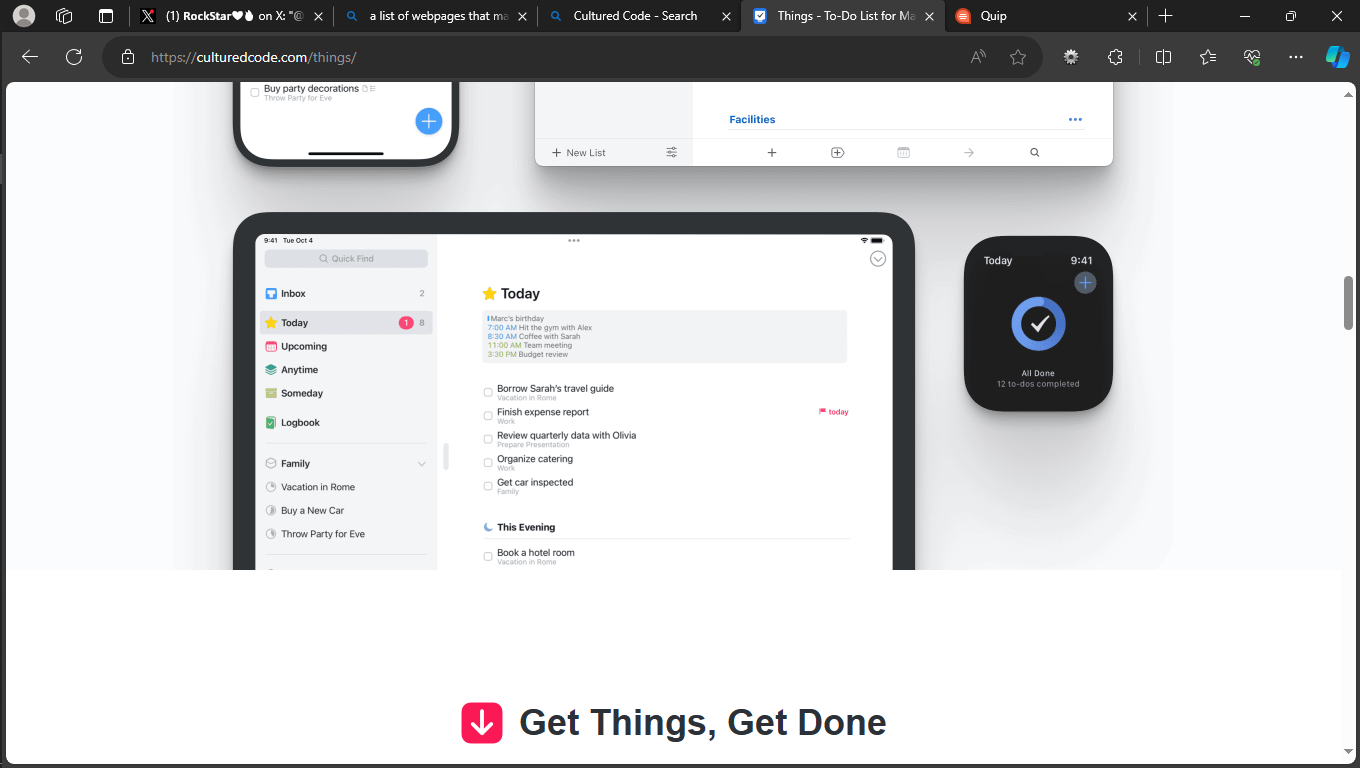 (1) RockStar🖤💧 on X: "@
a list of webpages that ma
Cultured Code - Search
Things - To-Do List for Ma
Quip
https://culturedcode.com/things/
Buy party decorations
Throw Party for Eve
Facilities
New List
9:41 Tue Oct 4
Quick Find
Inbox 2
Today 1 8
Upcoming
Anytime
Someday
Logbook
Family
Vacation in Rome
Buy a New Car
Throw Party for Eve
Today
Marc's birthday
7:00 AM Hit the gym with Alex
8:30 AM Coffee with Sarah
11:00 AM Team meeting
3:30 PM Budget review
Borrow Sarah's travel guide
Vacation in Rome
Finish expense report
Work
today
Review quarterly data with Olivia
Prepare Presentation
Organize catering
Work
Get car inspected
Family
This Evening
Book a hotel room
Vacation in Rome
Today 9:41
All Done
12 to-dos completed
Get Things, Get Done